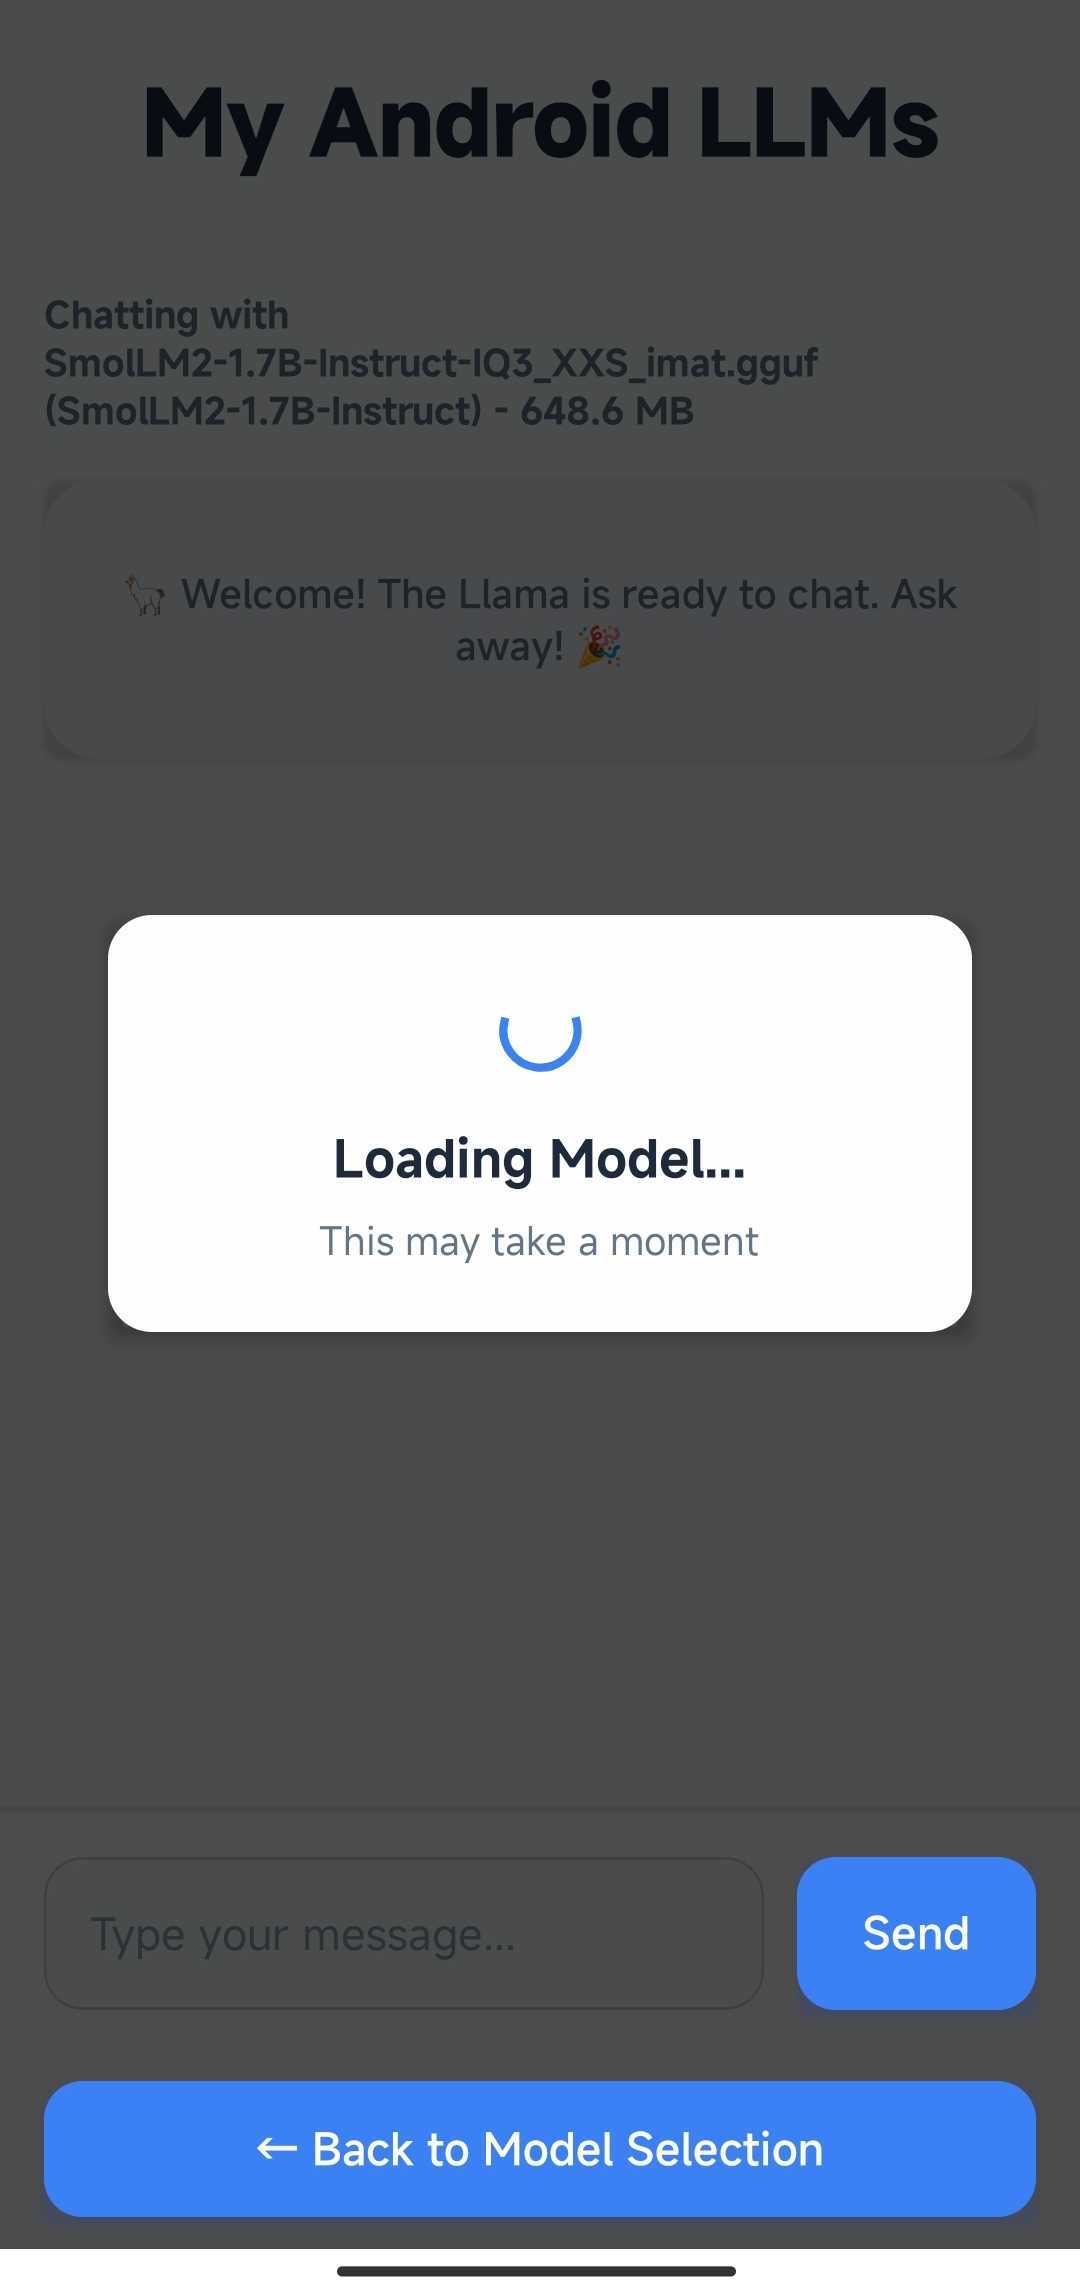 My Android LLMs
Chatting with
SmolLM2-1.7B-Instruct-IQ3_XXS_imat.gguf
(SmolLM2-1.7B-Instruct) - 648.6 MB
🦙 Welcome! The Llama is ready to chat. Ask
away! 🎉
Loading Model...
This may take a moment
Type your message...
Send
← Back to Model Selection